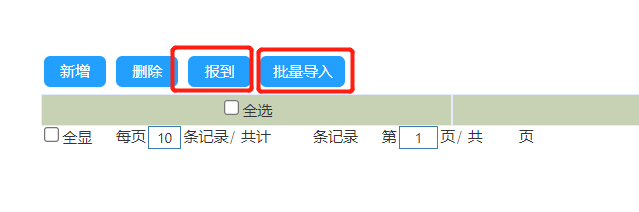 新增 删除 报到 批量导入
全选
全显 每页 10 条记录/ 共计 条记录 第 1 页/ 共 页